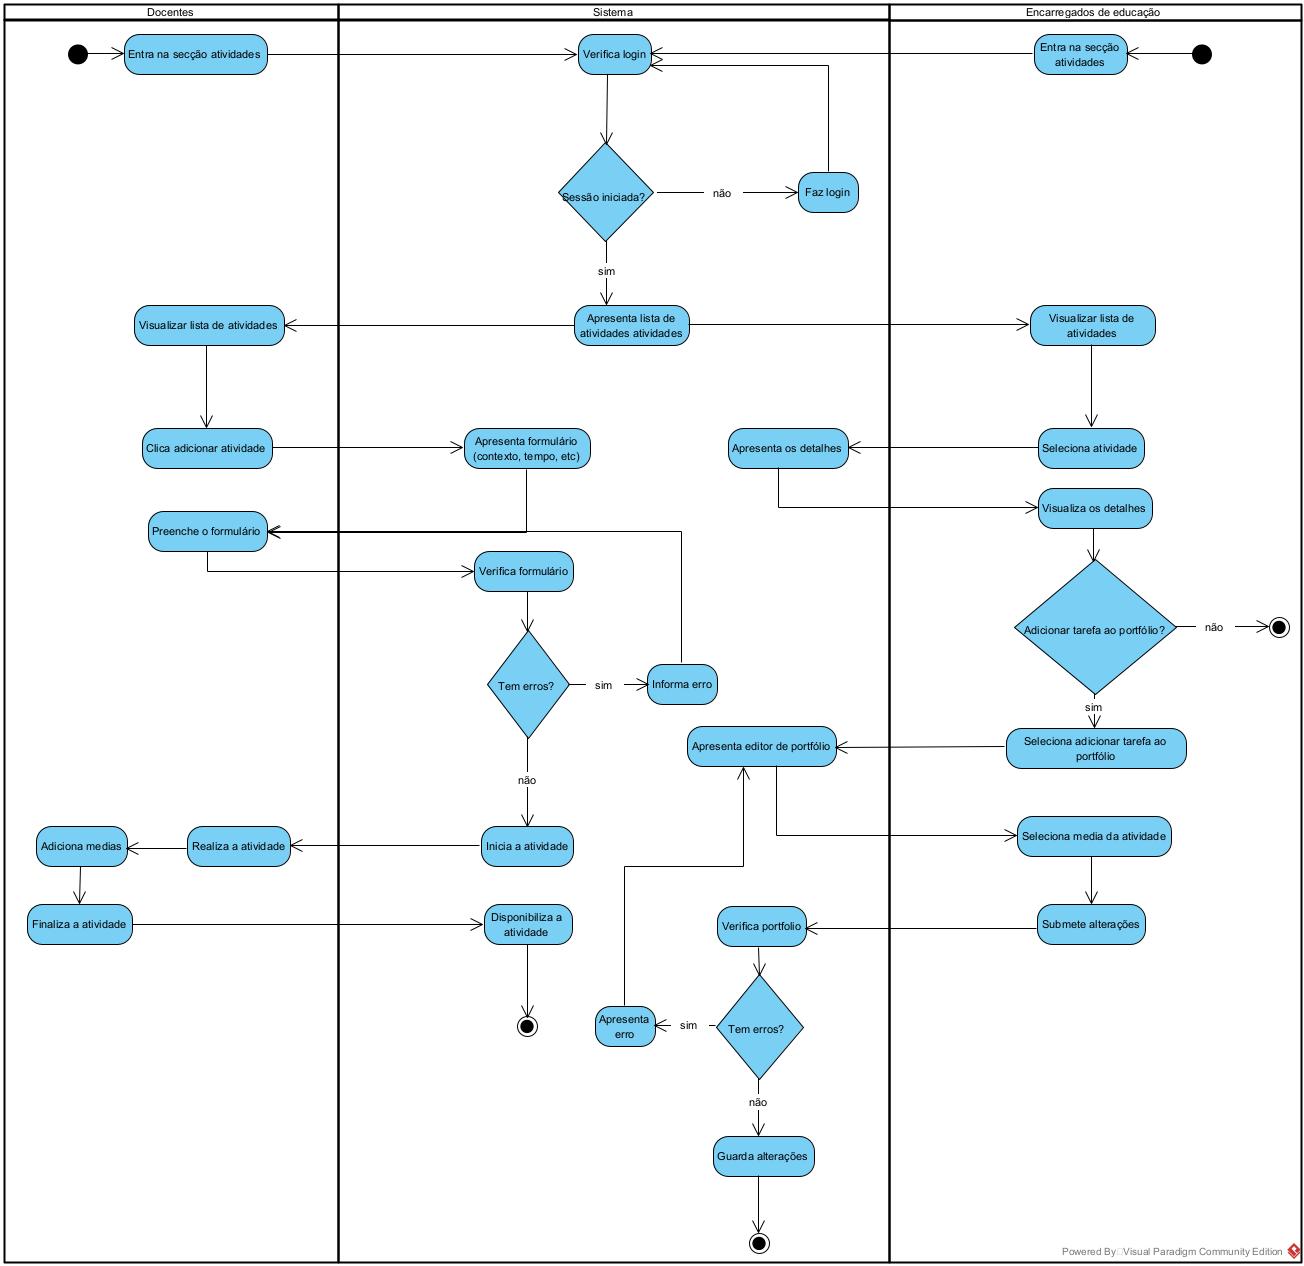 Docentes
Sistema
Encarregados de educação
Entra na secção atividades
Verifica login
Entra na secção
atividades
Sessão iniciada?
não
Faz login
sim
Visualizar lista de atividades
Apresenta lista de
atividades atividades
Visualizar lista de
atividades
Clica adicionar atividade
Apresenta formulário
(contexto, tempo, etc)
Apresenta os detalhes
Seleciona atividade
Visualiza os detalhes
Preenche o formulário
Verifica formulário
Adicionar tarefa ao portfólio?
não
Tem erros?
sim
Informa erro
sim
Apresenta editor de portfólio
Seleciona adicionar tarefa ao
portfólio
não
Adiciona medias
Realiza a atividade
Inicia a atividade
Seleciona media da atividade
Finaliza a atividade
Disponibiliza a
atividade
Verifica portfolio
Submete alterações
Apresenta
erro
sim
Tem erros?
não
Guarda alterações
Powered By Visual Paradigm Community Edition